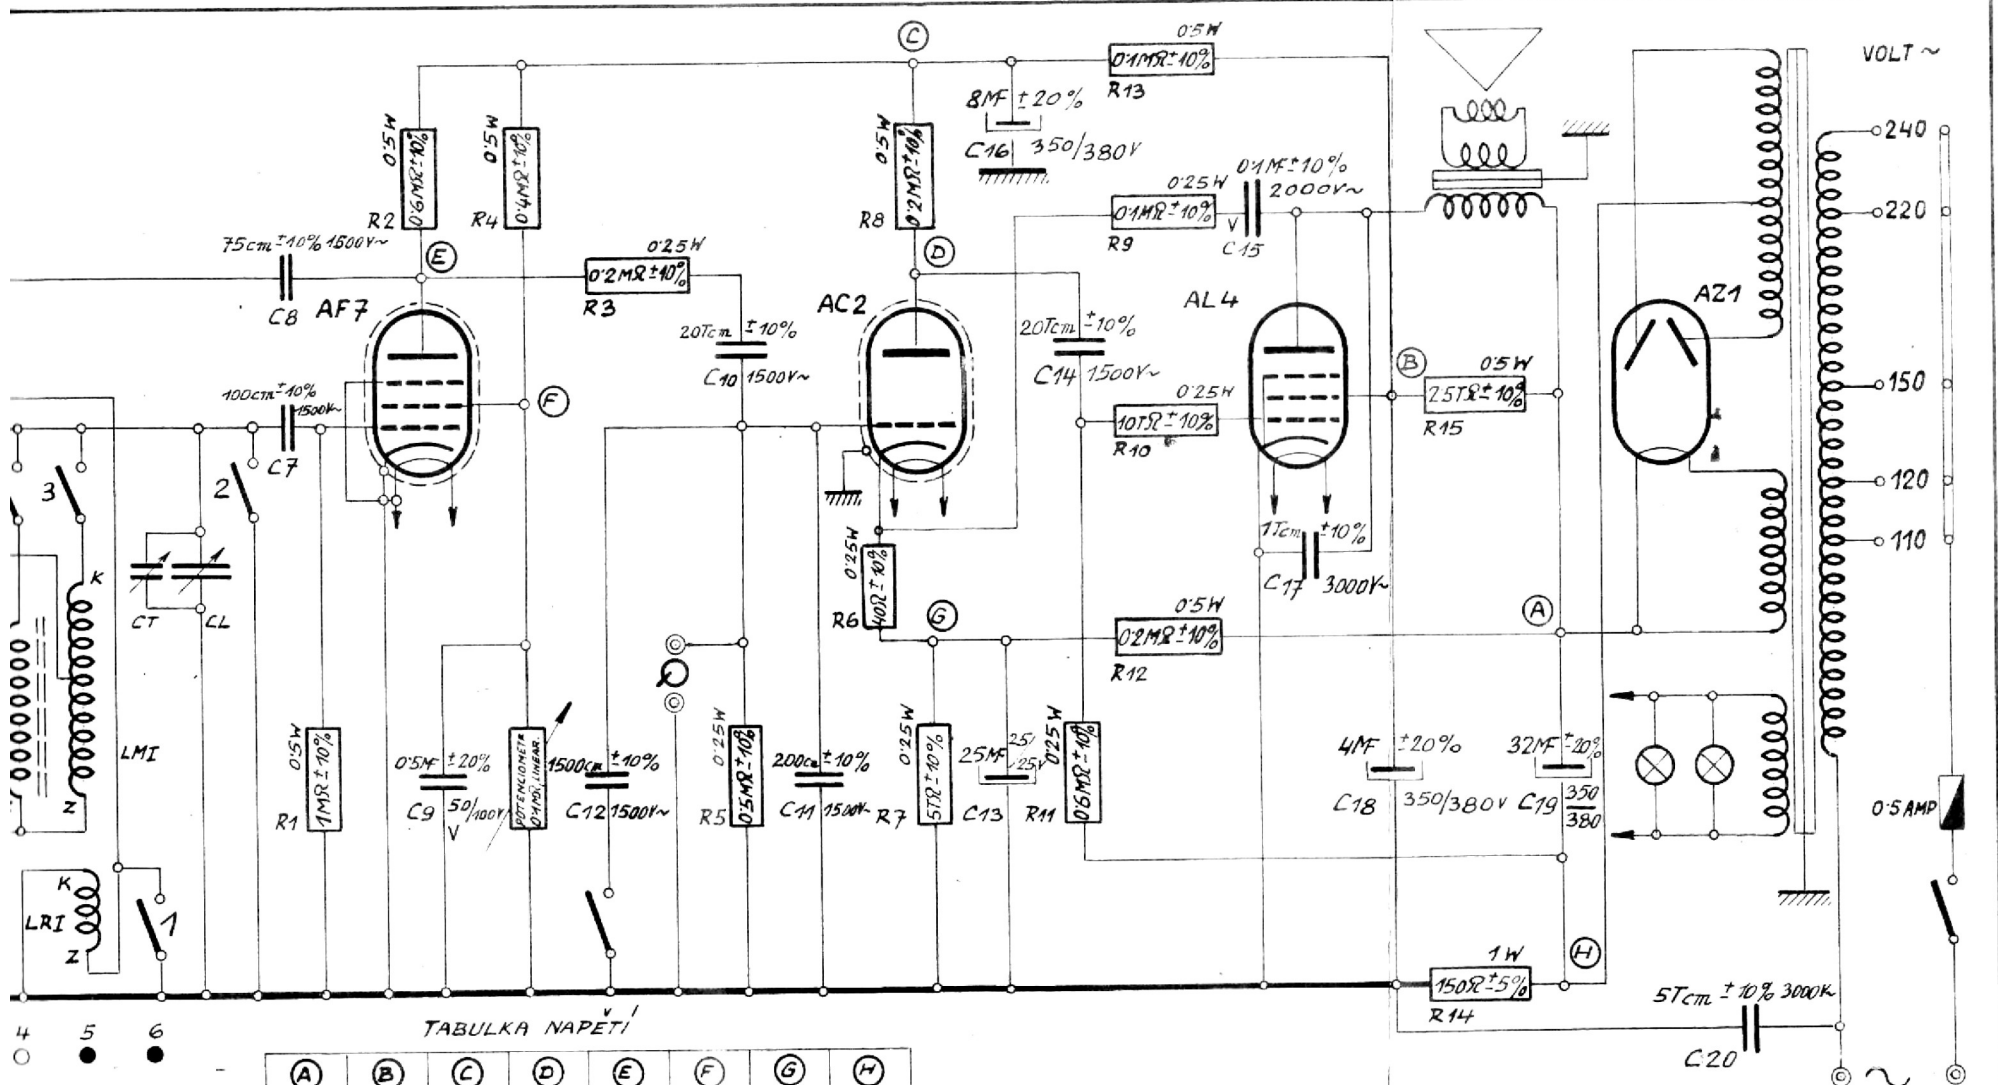 C
0.5W
0.1MΩ±10%
R13
VOLT ~
8MF ±20%
C16 350/380V
0.5W
0.6MΩ±10%
R2
0.5W
0.4MΩ±10%
R4
0.5W
0.2MΩ±10%
R8
0.25W
0.1MΩ±10%
R9
0.1MF±10%
2000V~
V
C15
240
220
150
120
110
75cm±10% 1500V~
C8
E
AF7
0.25W
0.2MΩ±10%
R3
D
AC2
AL4
AZ1
20Tcm ±10%
C10 1500V~
20Tcm ±10%
C14 1500V~
100cm±10%
1500V~
C7
F
0.25W
10TΩ±10%
R10
B
0.5W
25TΩ±10%
R15
3
2
K
CT
CL
LMI
Z
0.25W
40Ω±10%
R6
1Tcm ±10%
C17 3000V~
G
0.5W
0.2MΩ±10%
R12
A
0.5W
1MΩ±10%
R1
0.5MF ±20%
C9 50/100V
V
POTENCIOMETR
0.1MΩ LINEAR.
1500cm ±10%
C12 1500V~
0.25W
0.5MΩ±10%
R5
200cm ±10%
C11 1500V~
0.25W
5TΩ±10%
R7
25MF 25/25V
C13
0.25W
0.6MΩ±10%
R11
4MF ±20%
C18 350/380V
32MF ±20%
C19 350
380
0.5 AMP
K
LRI
Z
1
1W
150Ω±5%
R14
H
5Tcm ±10% 3000V
C20
4 5 6
TABULKA NAPĚTÍ
A B C D E F G H
~